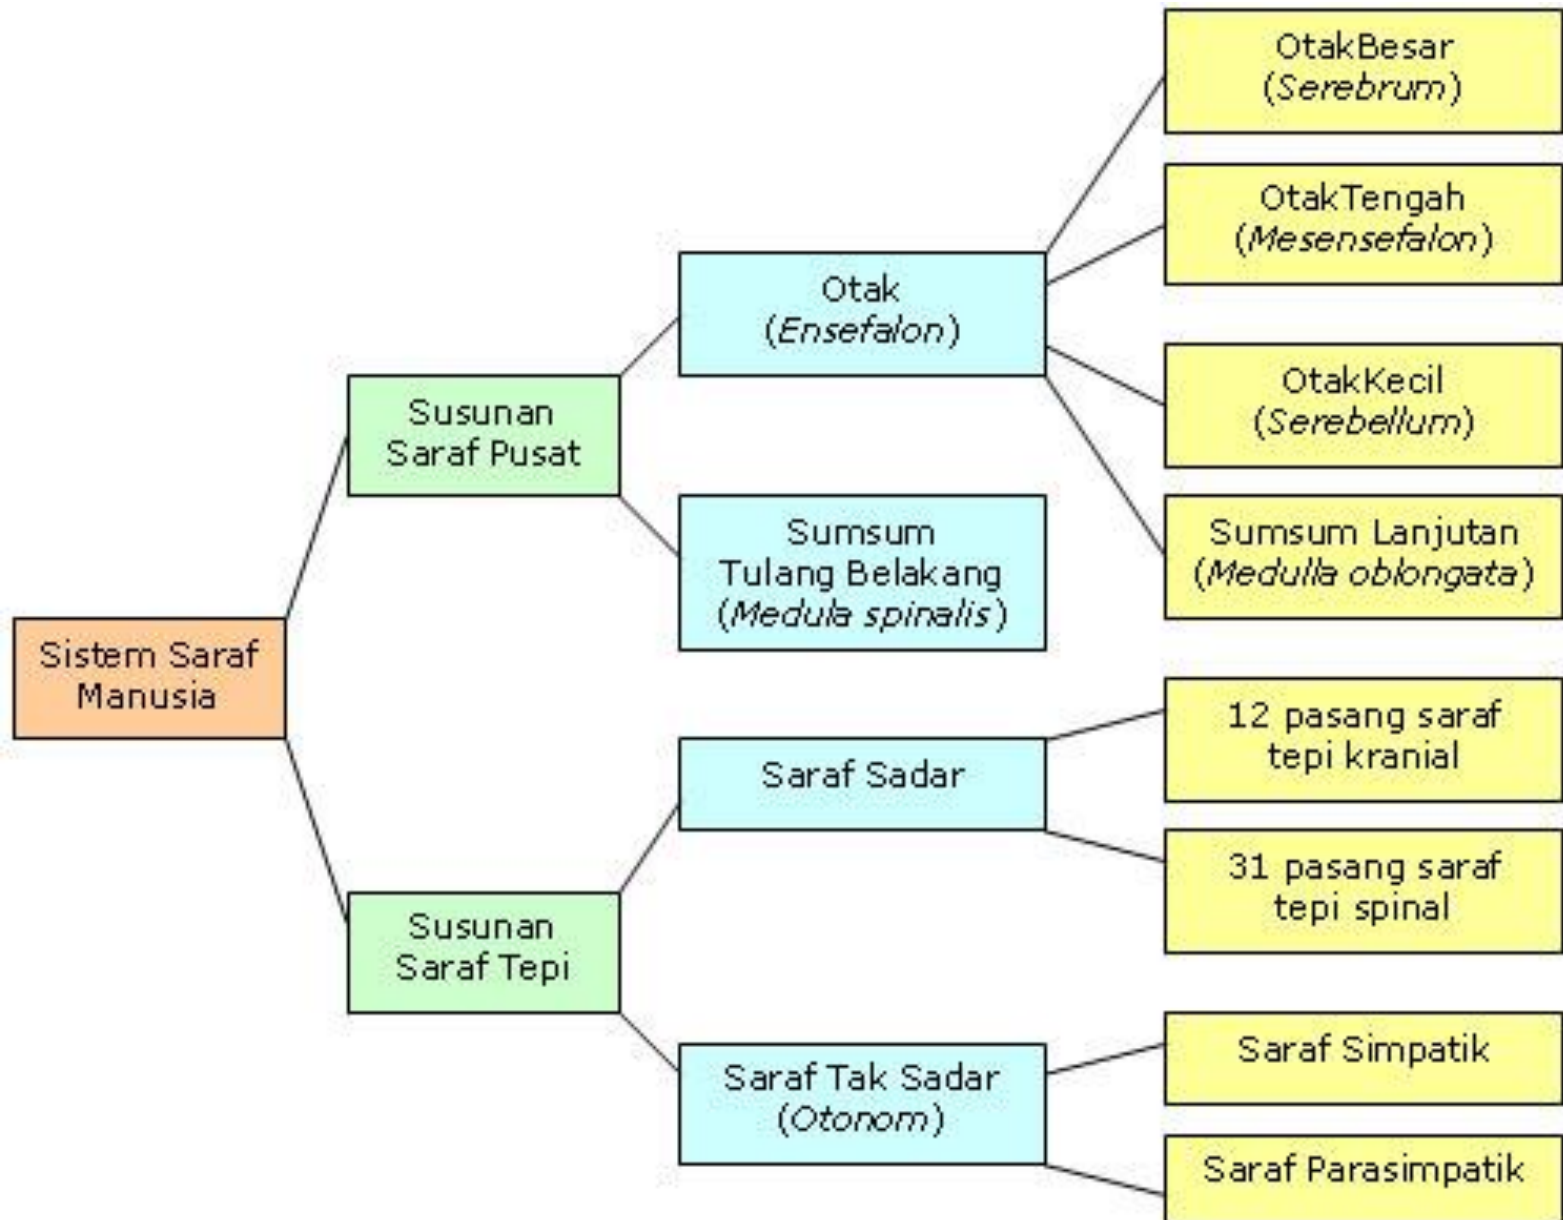 Sistem Saraf
Manusia
Susunan
Saraf Pusat
Otak
(Ensefalon)
OtakBesar
(Serebrum)
OtakTengah
(Mesensefalon)
OtakKecil
(Serebellum)
Sumsum Lanjutan
(Medulla oblongata)
Sumsum
Tulang Belakang
(Medula spinalis)
Susunan
Saraf Tepi
Saraf Sadar
12 pasang saraf
tepi kranial
31 pasang saraf
tepi spinal
Saraf Tak Sadar
(Otonom)
Saraf Simpatik
Saraf Parasimpatik